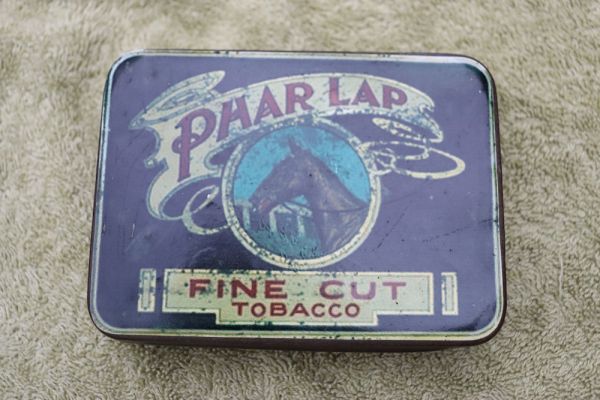 PHAR LAP
FINE CUT
TOBACCO